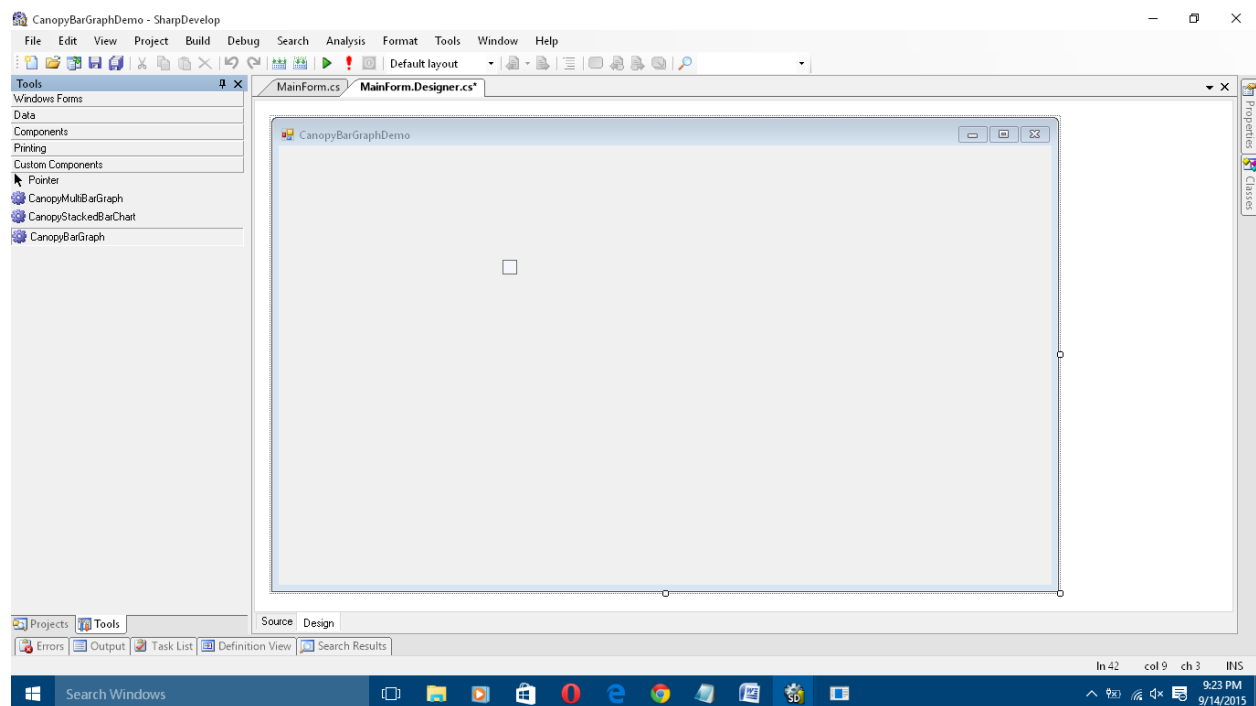 CanopyBarGraphDemo - SharpDevelop
File Edit View Project Build Debug Search Analysis Format Tools Window Help
Default layout
Tools
MainForm.cs MainForm.Designer.cs*
Windows Forms
Data
Components
Printing
Custom Components
Pointer
CanopyMultiBarGraph
CanopyStackedBarChart
CanopyBarGraph
CanopyBarGraphDemo
Properties
Classes
Projects Tools
Source Design
Errors Output Task List Definition View Search Results
ln 42 col 9 ch 3 INS
Search Windows
SD
9:23 PM
9/14/2015